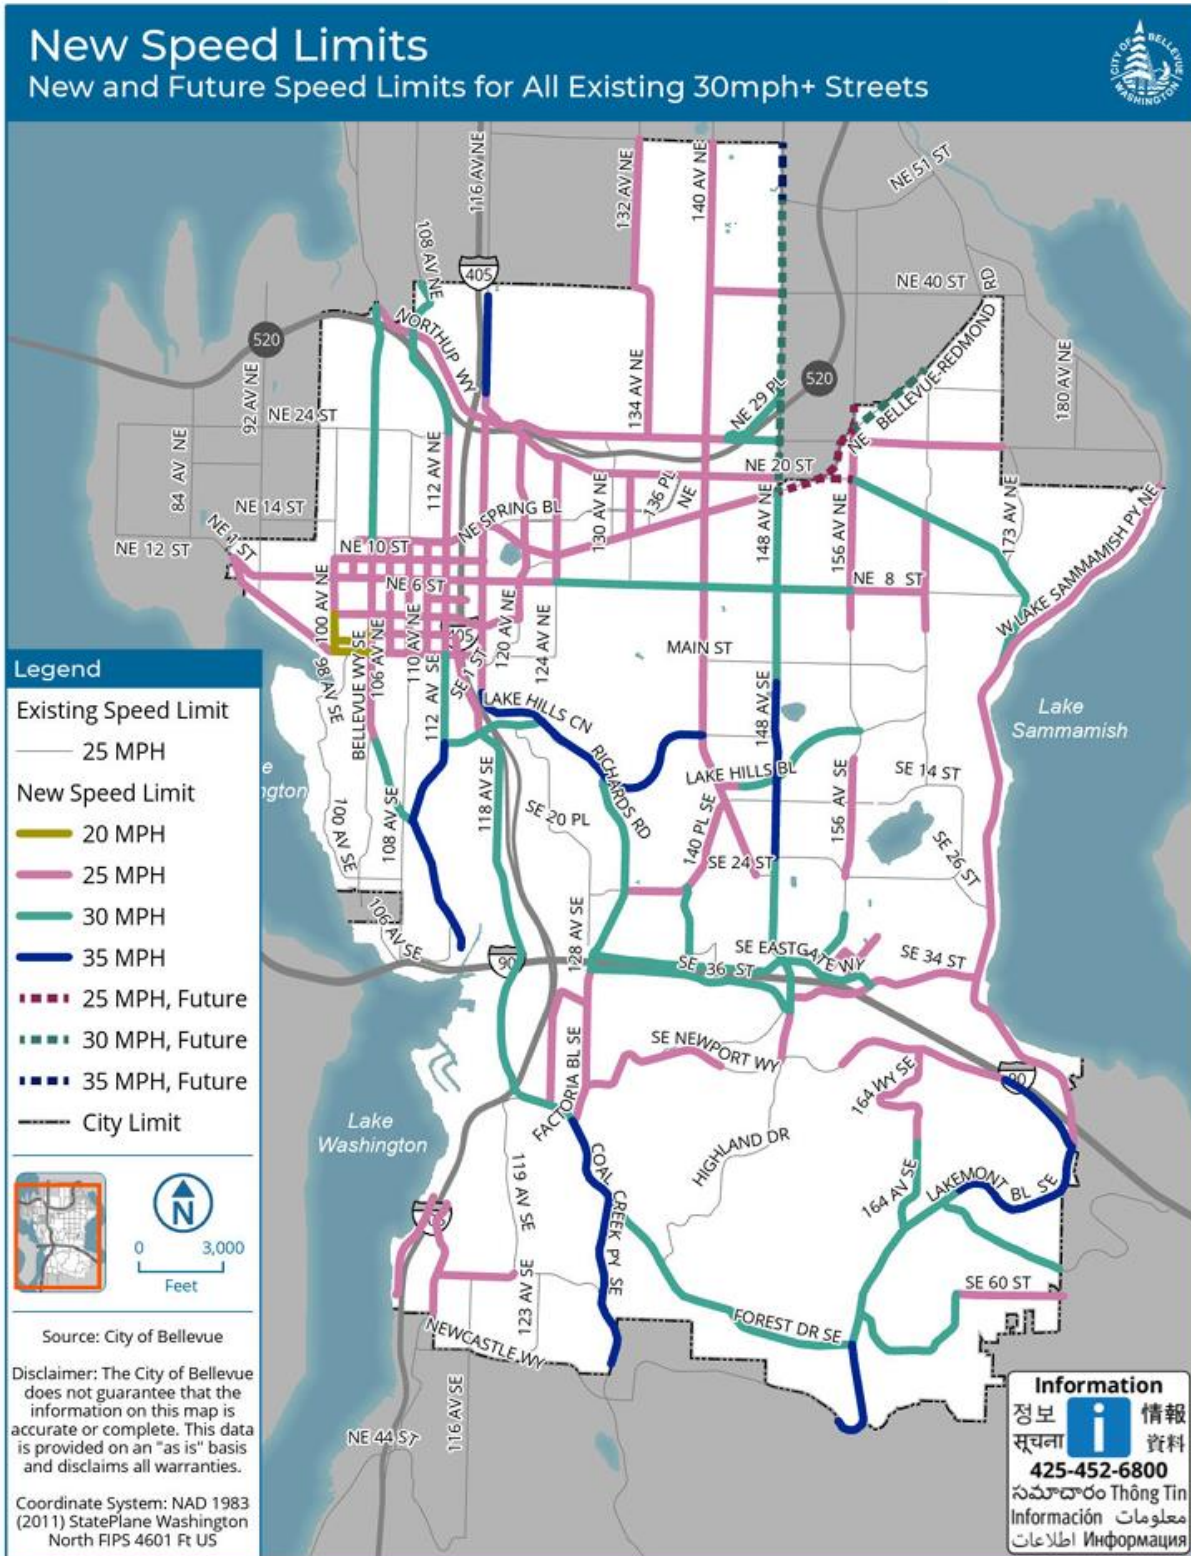 New Speed Limits
New and Future Speed Limits for All Existing 30mph+ Streets
CITY OF BELLEVUE
WASHINGTON
116 AV NE
132 AV NE
140 AV NE
NE 51 ST
108 AV NE
405
NE 40 ST
NE BELLEVUE-REDMOND RD
NORTHUP WY
520
92 AV NE
134 AV NE
520
180 AV NE
NE 29 PL
NE 24 ST
84 AV NE
112 AV NE
NE 20 ST
136 PL NE
130 AV NE
148 AV NE
156 AV NE
173 AV NE
NE 14 ST
NE SPRING BL
NE 1 ST
NE 12 ST
NE 10 ST
NE 6 ST
NE 8 ST
W LAKE SAMMAMISH PY NE
100 AV NE
106 AV NE
110 AV NE
405
120 AV NE
124 AV NE
MAIN ST
98 AV SE
BELLEVUE WY SE
112 AV SE
SE 1 ST
LAKE HILLS CN
148 AV SE
Lake
Sammamish
RICHARDS RD
LAKE HILLS BL
SE 14 ST
118 AV SE
100 AV SE
108 AV SE
SE 20 PL
140 PL SE
156 AV SE
SE 24 ST
SE 26 ST
106 AV SE
128 AV SE
90
SE 36 ST
SE EASTGATE WY
SE 34 ST
FACTORIA BL SE
SE NEWPORT WY
164 WY SE
90
Lake
Washington
HIGHLAND DR
119 AV SE
COAL CREEK PY SE
164 AV SE
LAKEMONT BL SE
123 AV SE
SE 60 ST
NEWCASTLE WY
FOREST DR SE
116 AV SE
NE 44 ST
Legend
Existing Speed Limit
25 MPH
New Speed Limit
20 MPH
25 MPH
30 MPH
35 MPH
25 MPH, Future
30 MPH, Future
35 MPH, Future
City Limit
N
0 3,000
Feet
Source: City of Bellevue
Disclaimer: The City of Bellevue
does not guarantee that the
information on this map is
accurate or complete. This data
is provided on an "as is" basis
and disclaims all warranties.
Coordinate System: NAD 1983
(2011) StatePlane Washington
North FIPS 4601 Ft US
Information
정보 i 情報
सूचना 資料
425-452-6800
సమాచారం Thông Tin
Información معلومات
اطلاعات Информация